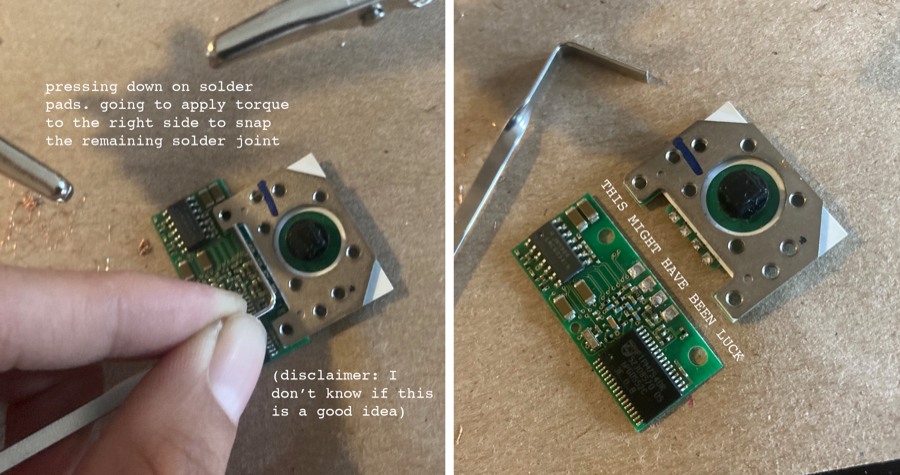 pressing down on solder
pads. going to apply torque
to the right side to snap
the remaining solder joint
(disclaimer: I
don't know if this
is a good idea)
THIS MIGHT HAVE BEEN LUCK